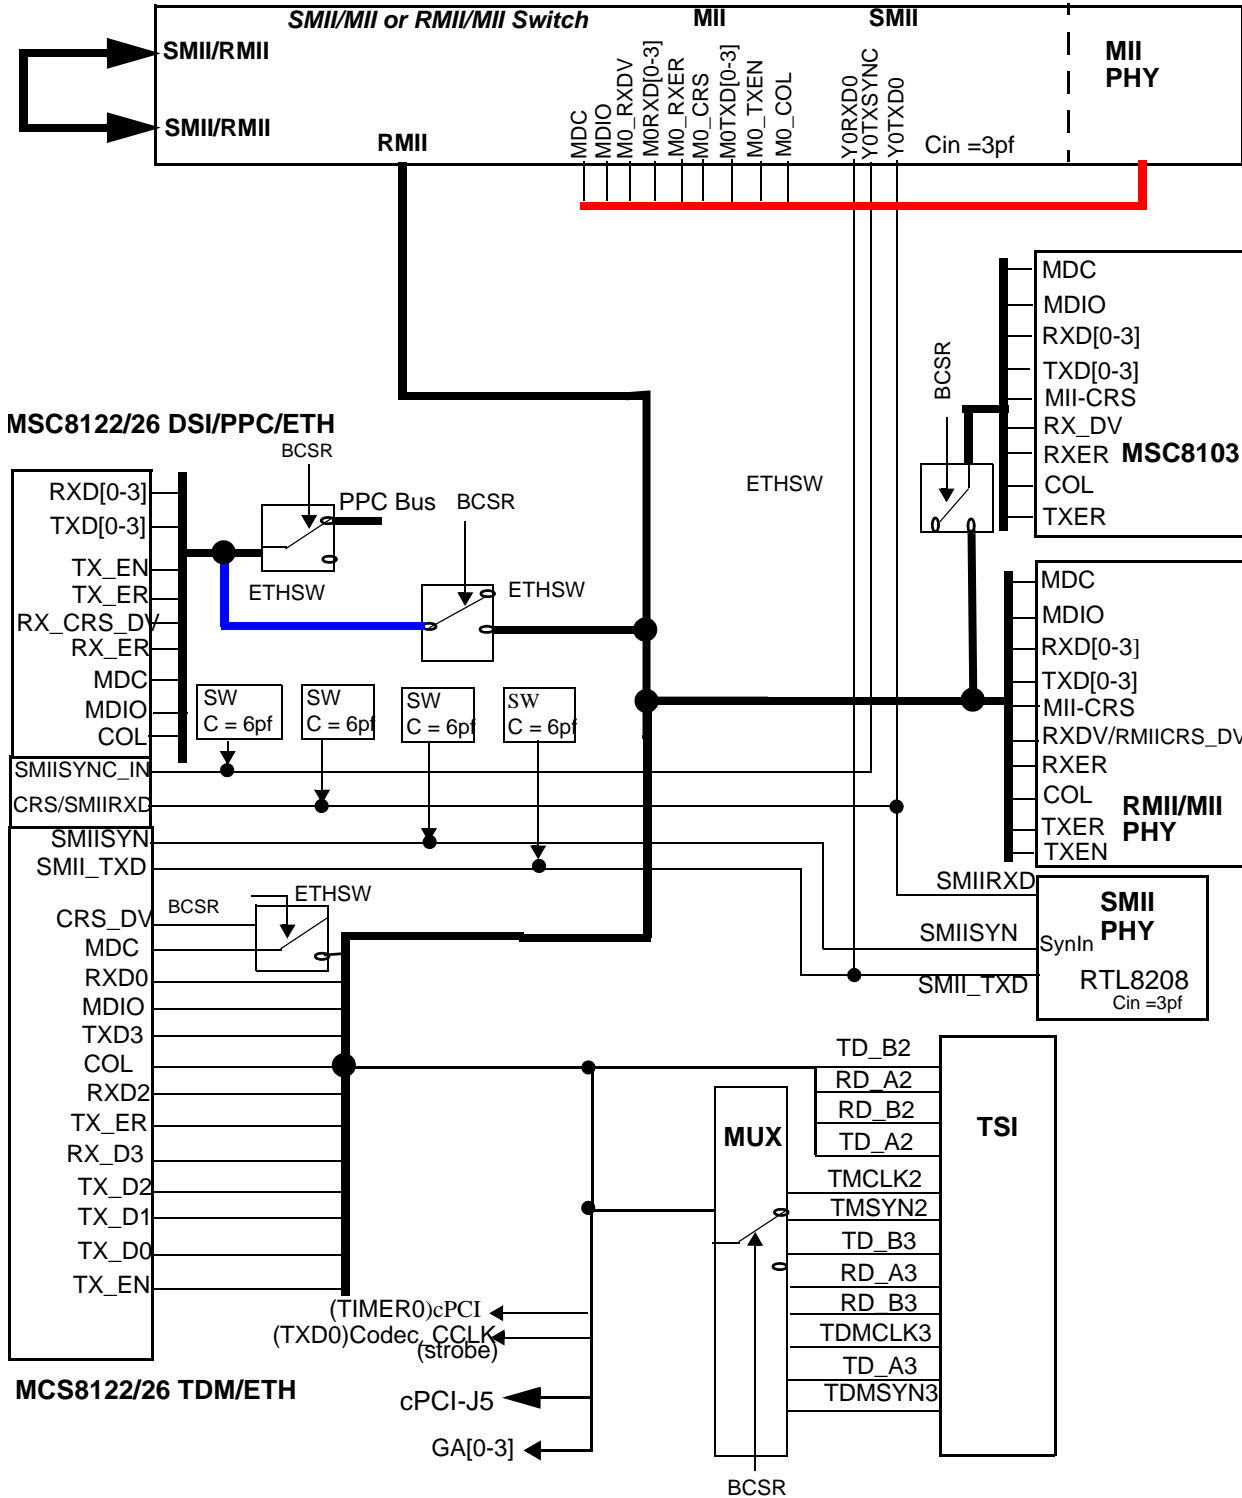 SMII/MII or RMII/MII Switch
MII
SMII
SMII/RMII
SMII/RMII
RMII
MDC
MDIO
M0_RXDV
M0RXD[0-3]
M0_RXER
M0_CRS
M0TXD[0-3]
M0_TXEN
M0_COL
Y0RXD0
Y0TXSYNC
Y0TXD0
Cin =3pf
MII
PHY
MDC
MDIO
RXD[0-3]
TXD[0-3]
MII-CRS
RX_DV
RXER
MSC8103
COL
TXER
BCSR
ETHSW
MSC8122/26 DSI/PPC/ETH
BCSR
PPC Bus
BCSR
ETHSW
ETHSW
RXD[0-3]
TXD[0-3]
TX_EN
TX_ER
RX_CRS_DV
RX_ER
MDC
MDIO
COL
SW
C = 6pf
SW
C = 6pf
SW
C = 6pf
SW
C = 6pf
MDC
MDIO
RXD[0-3]
TXD[0-3]
MII-CRS
RXDV/RMIICRS_DV
RXER
COL
RMII/MII
PHY
TXER
TXEN
SMIISYNC_IN
CRS/SMIIRXD
SMIISYN
SMII_TXD
BCSR
ETHSW
CRS_DV
MDC
RXD0
MDIO
TXD3
COL
RXD2
TX_ER
RX_D3
TX_D2
TX_D1
TX_D0
TX_EN
MCS8122/26 TDM/ETH
SMIIRXD
SMIISYN
SMII_TXD
SMII
PHY
SynIn
RTL8208
Cin =3pf
TD_B2
RD_A2
RD_B2
TD_A2
TSI
MUX
TMCLK2
TMSYN2
TD_B3
RD_A3
RD_B3
TDMCLK3
TD_A3
TDMSYN3
(TIMER0)cPCI
(TXD0)Codec_CCLK
(strobe)
cPCI-J5
GA[0-3]
BCSR